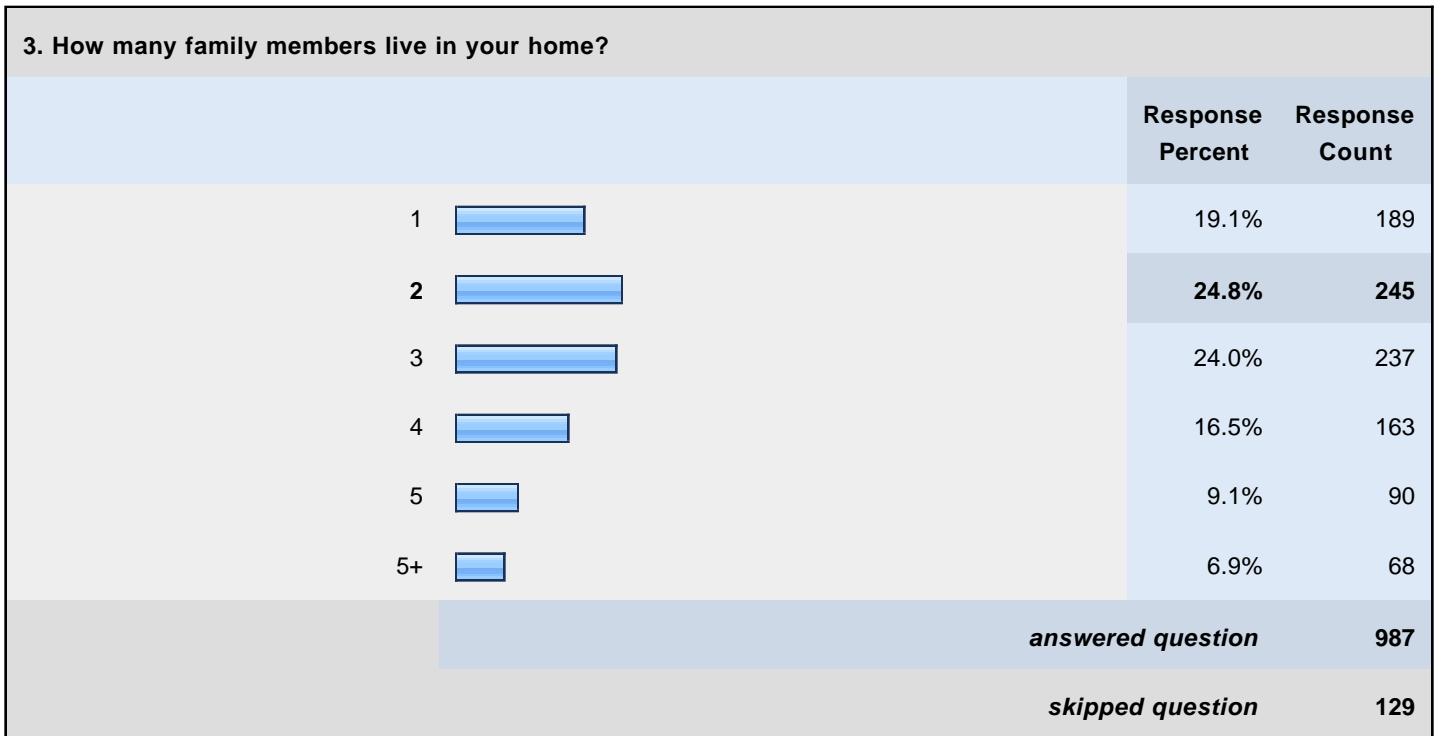 3. How many family members live in your home?
Response Percent Response Count
1 19.1% 189
2 24.8% 245
3 24.0% 237
4 16.5% 163
5 9.1% 90
5+ 6.9% 68
answered question 987
skipped question 129